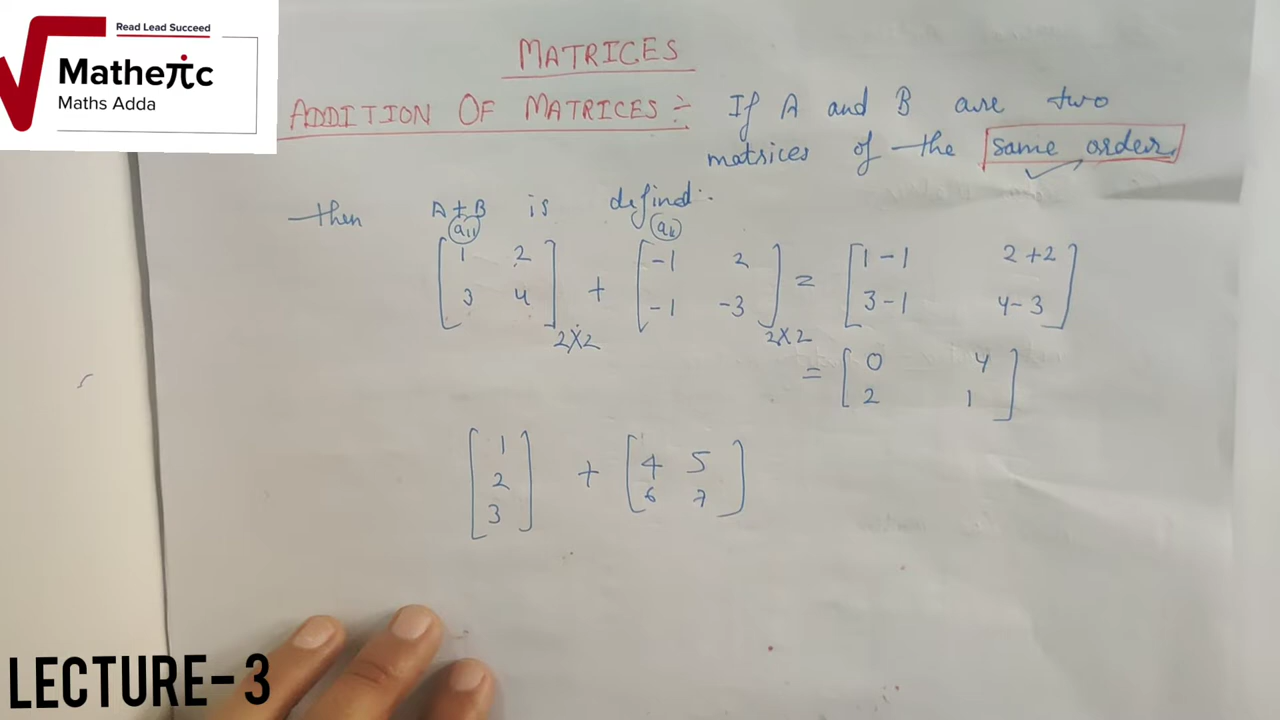 Read Lead Succeed
Matheπc
Maths Adda
MATRICES
ADDITION OF MATRICES :- If A and B are two
matrices of the same order.
then A+B is defined.
a11 a11
[1 2] + [-1 2] = [1-1 2+2]
[3 4]2×2 [-1 -3]2×2 [3-1 4-3]
= [0 4]
[2 1]
[1] + [4 5]
[2] [6 7]
[3]
LECTURE-3